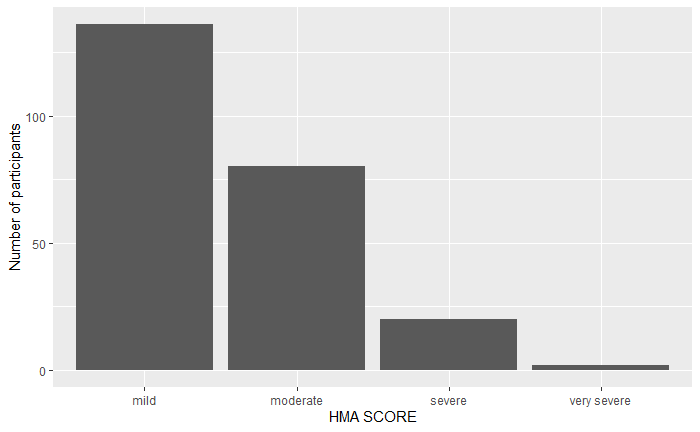 Number of participants
100
50
0
mild moderate severe very severe
HMA SCORE